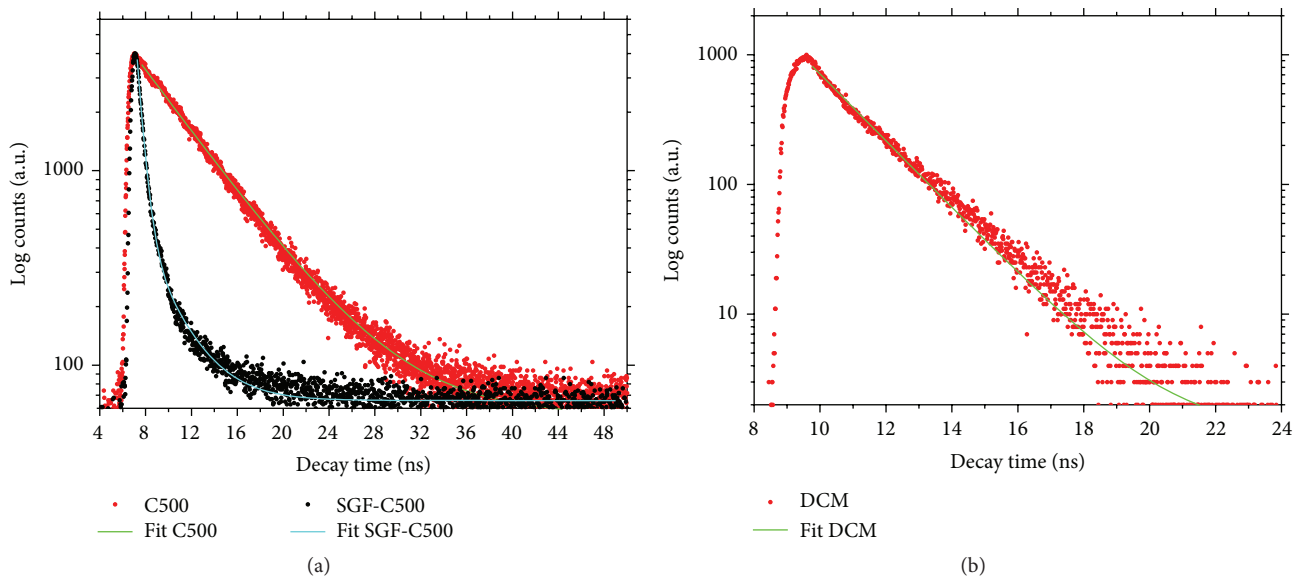 1000
100
Log counts (a.u.)
4 8 12 16 20 24 28 32 36 40 44 48
Decay time (ns)
C500 SGF-C500
Fit C500 Fit SGF-C500
(a)
1000
100
10
Log counts (a.u.)
8 10 12 14 16 18 20 22 24
Decay time (ns)
DCM
Fit DCM
(b)